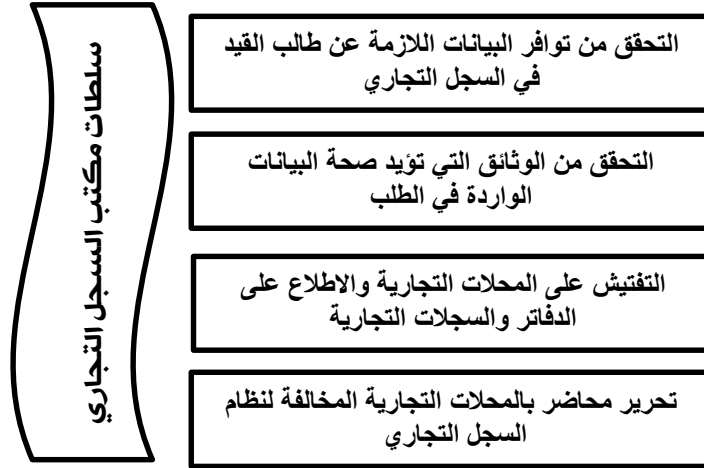 سلطات مكتب السجل التجاري
التحقق من توافر البيانات اللازمة عن طالب القيد
في السجل التجاري
التحقق من الوثائق التي تؤيد صحة البيانات
الواردة في الطلب
التفتيش على المحلات التجارية والاطلاع على
الدفاتر والسجلات التجارية
تحرير محاضر بالمحلات التجارية المخالفة لنظام
السجل التجاري